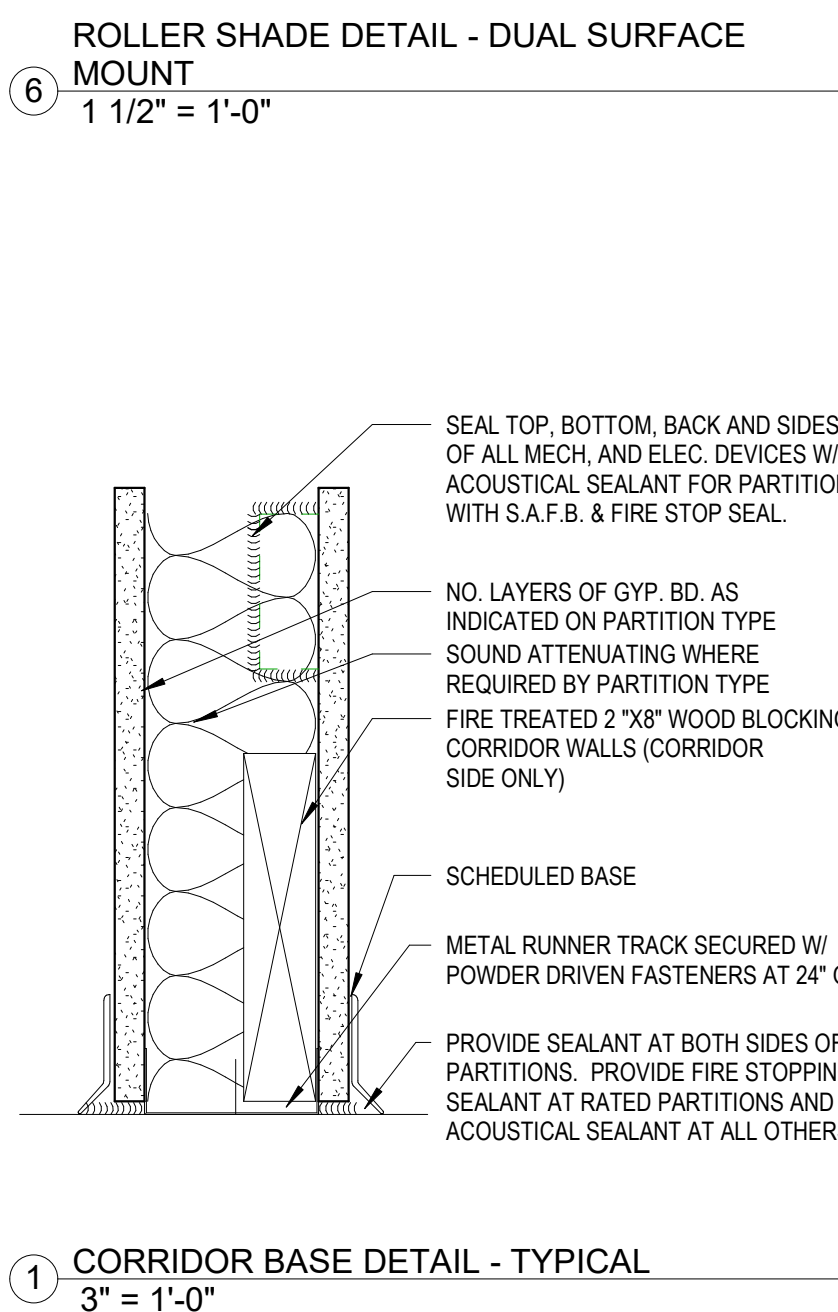 ROLLER SHADE DETAIL - DUAL SURFACE
MOUNT
6
1 1/2" = 1'-0"
SEAL TOP, BOTTOM, BACK AND SIDES
OF ALL MECH, AND ELEC. DEVICES W/
ACOUSTICAL SEALANT FOR PARTITION
WITH S.A.F.B. & FIRE STOP SEAL.
NO. LAYERS OF GYP. BD. AS
INDICATED ON PARTITION TYPE
SOUND ATTENUATING WHERE
REQUIRED BY PARTITION TYPE
FIRE TREATED 2 "X8" WOOD BLOCKING
CORRIDOR WALLS (CORRIDOR
SIDE ONLY)
SCHEDULED BASE
METAL RUNNER TRACK SECURED W/
POWDER DRIVEN FASTENERS AT 24"
PROVIDE SEALANT AT BOTH SIDES OF
PARTITIONS. PROVIDE FIRE STOPPIN
SEALANT AT RATED PARTITIONS AND
ACOUSTICAL SEALANT AT ALL OTHER
1
CORRIDOR BASE DETAIL - TYPICAL
3" = 1'-0"